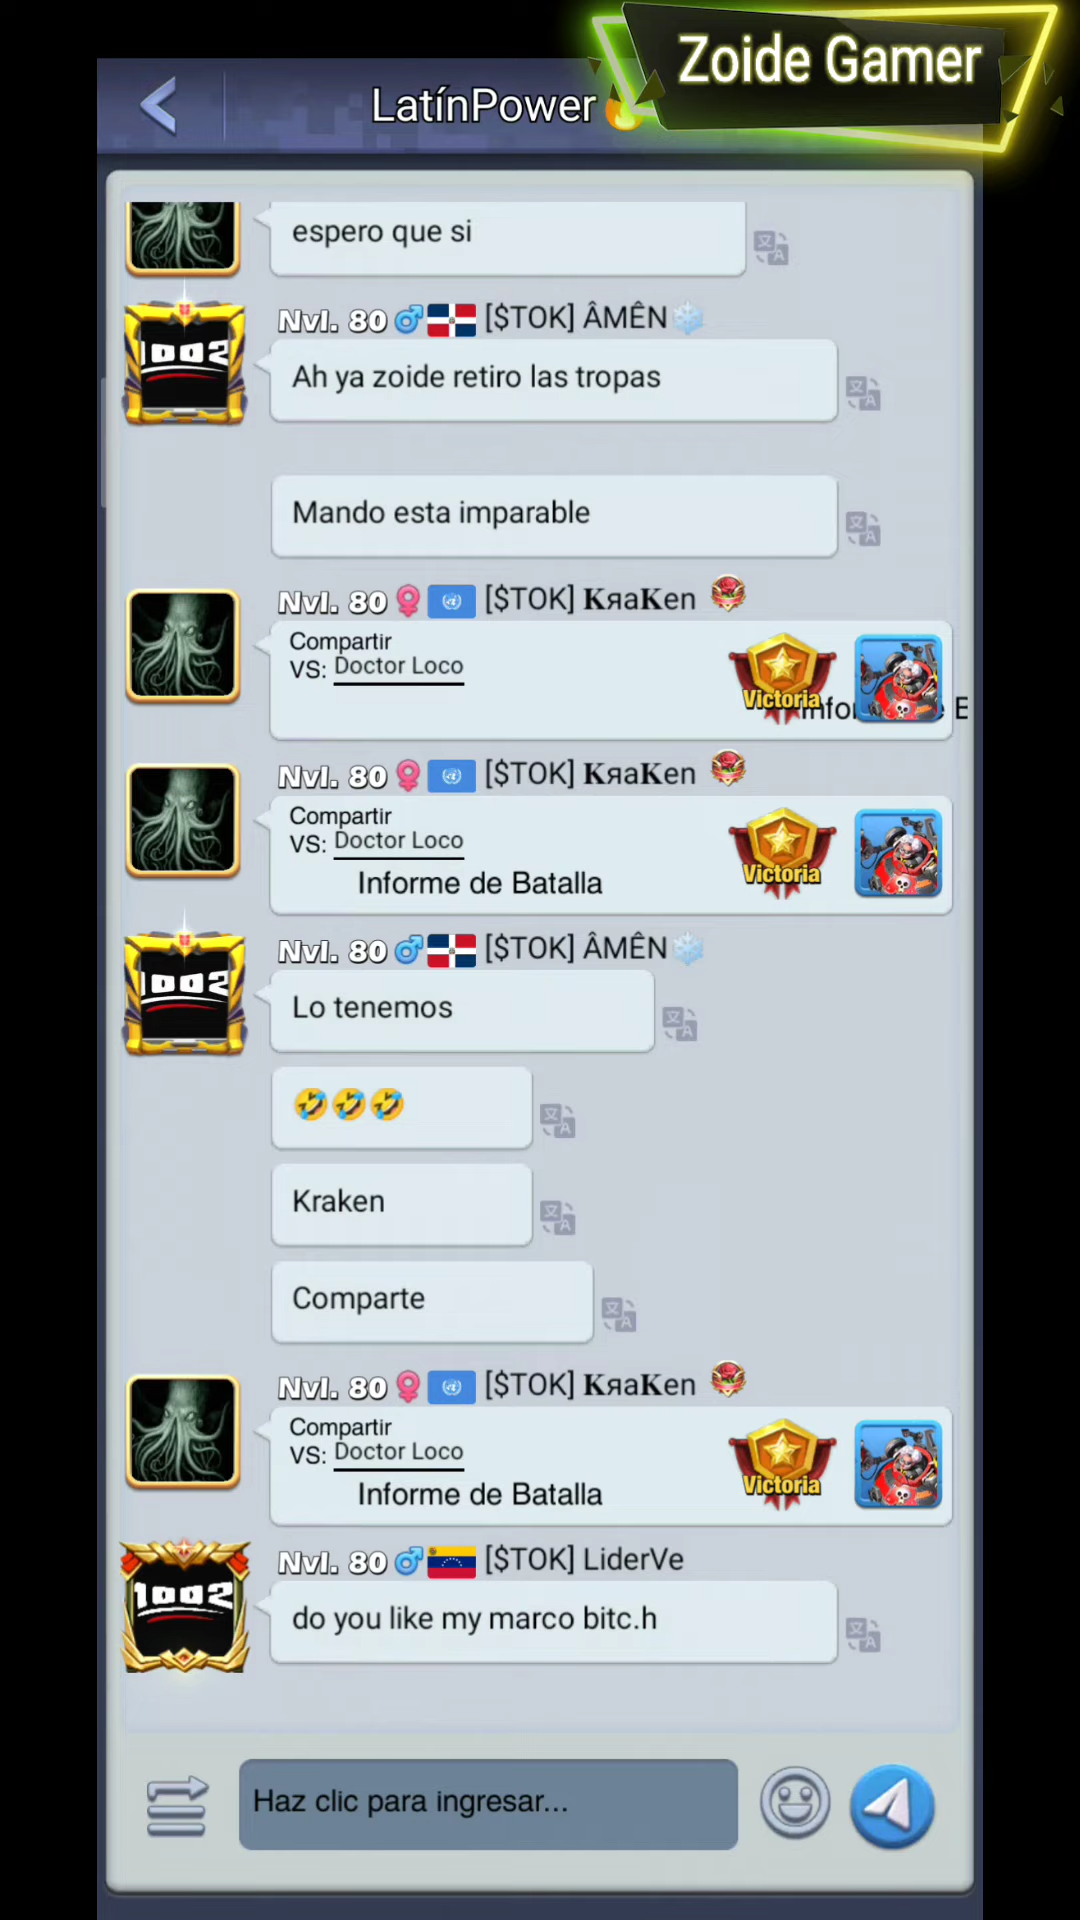 Zoide Gamer
LatínPower🔥
espero que si
Nvl. 80 [$TOK] ÂMÊN❄️
1002
Ah ya zoide retiro las tropas
Mando esta imparable
Nvl. 80 [$TOK] KяaKen
Compartir
VS: Doctor Loco
Victoria
Nvl. 80 [$TOK] KяaKen
Compartir
VS: Doctor Loco
Victoria
Informe de Batalla
Nvl. 80 [$TOK] ÂMÊN❄️
1002
Lo tenemos
🤣🤣🤣
Kraken
Comparte
Nvl. 80 [$TOK] KяaKen
Compartir
VS: Doctor Loco
Victoria
Informe de Batalla
Nvl. 80 [$TOK] LiderVe
1002
do you like my marco bitc.h
Haz clic para ingresar...